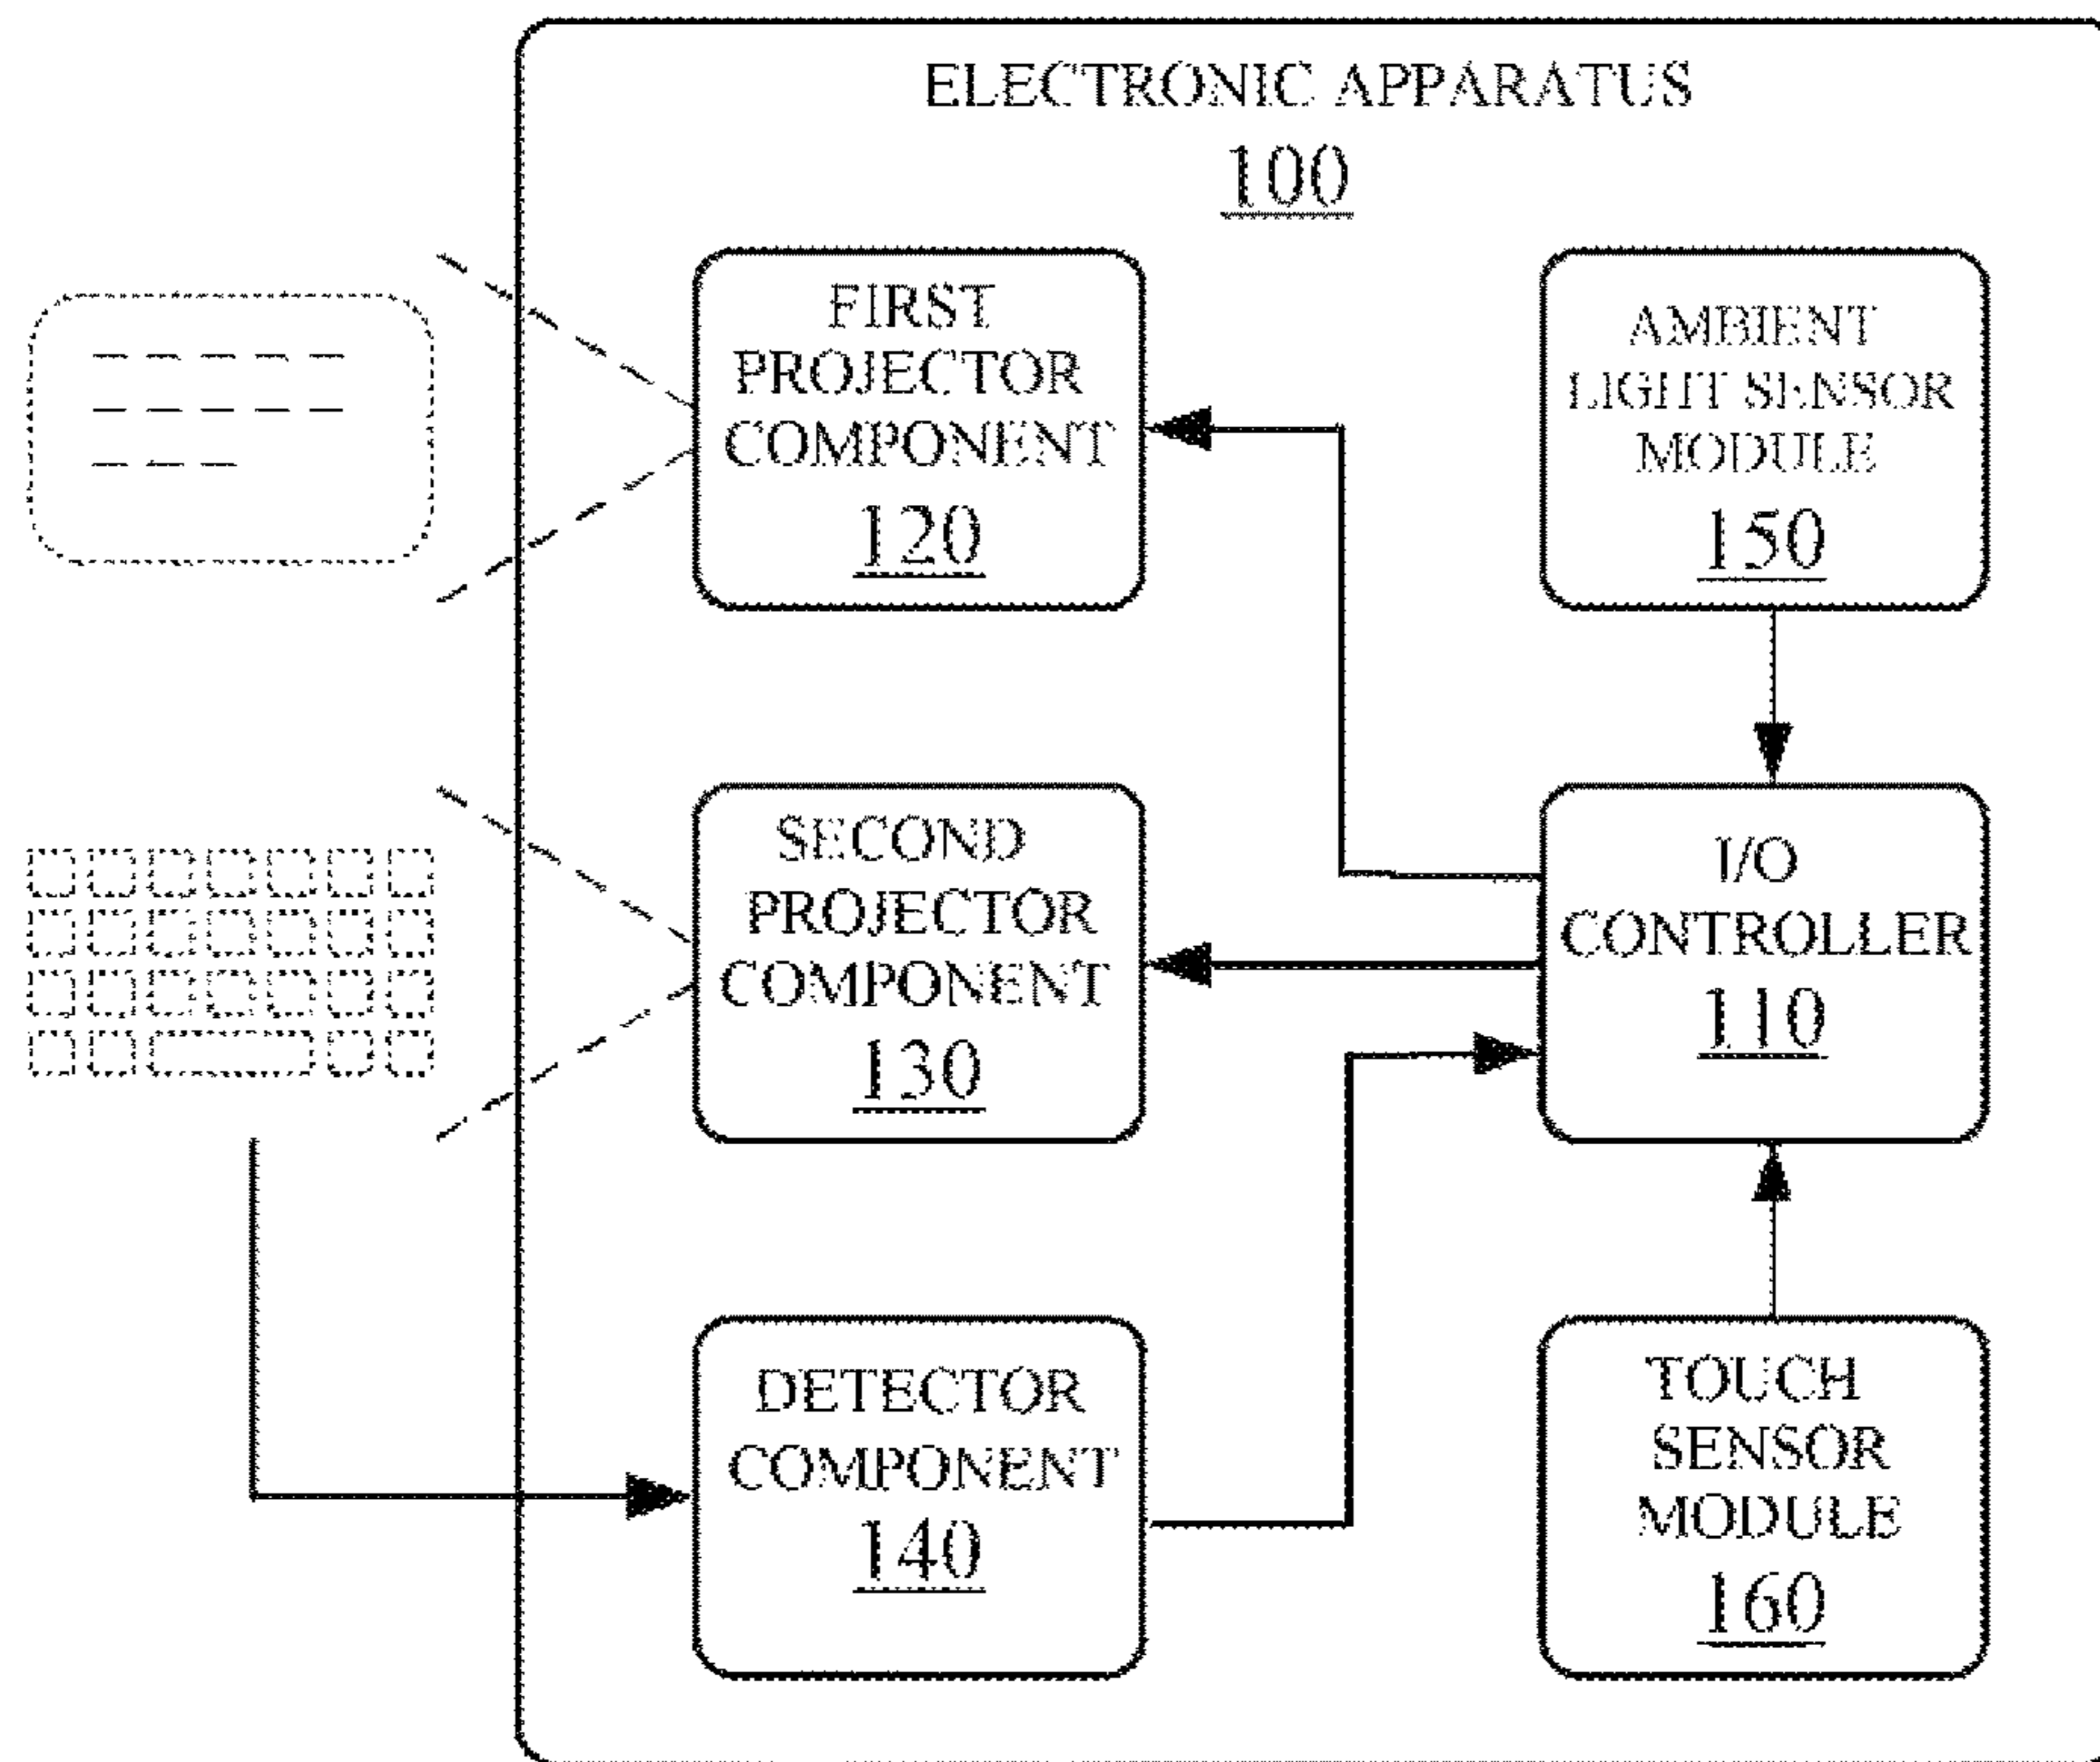 ELECTRONIC APPARATUS
100
FIRST
PROJECTOR
COMPONENT
120
AMBIENT
LIGHT SENSOR
MODULE
150
SECOND
PROJECTOR
COMPONENT
130
I/O
CONTROLLER
110
DETECTOR
COMPONENT
140
TOUCH
SENSOR
MODULE
160